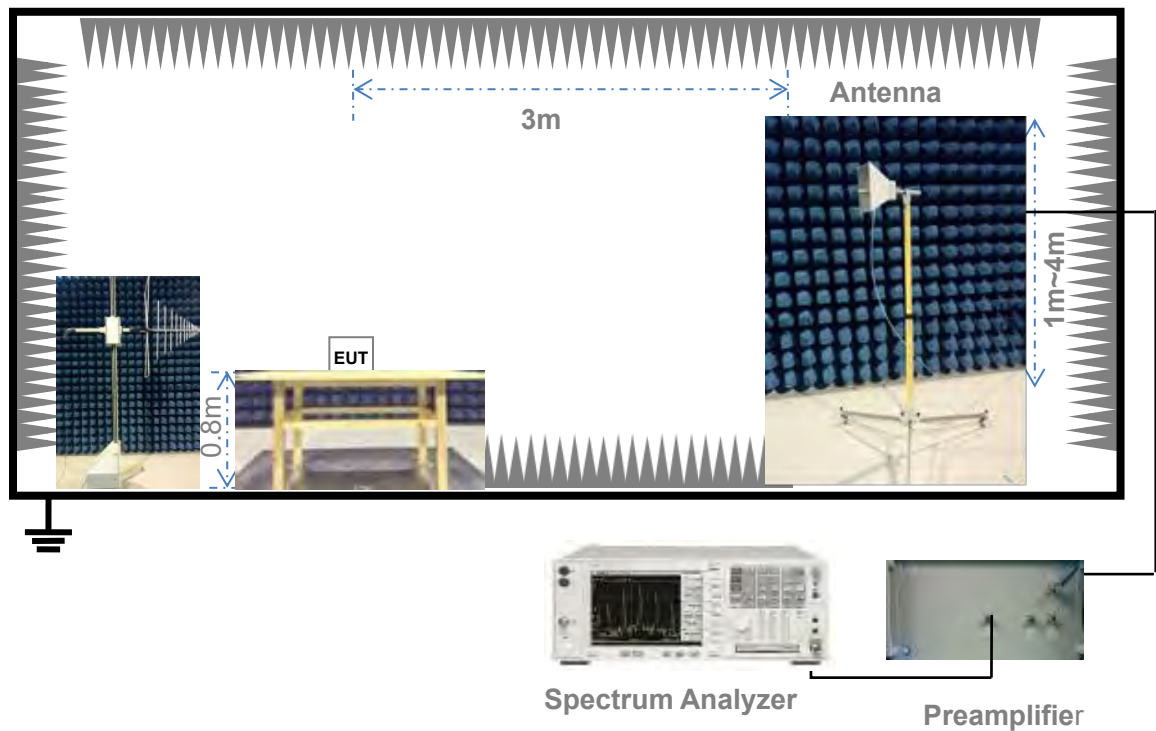 Antenna
3m
1m~4m
EUT
0.8m
Spectrum Analyzer
Preamplifier